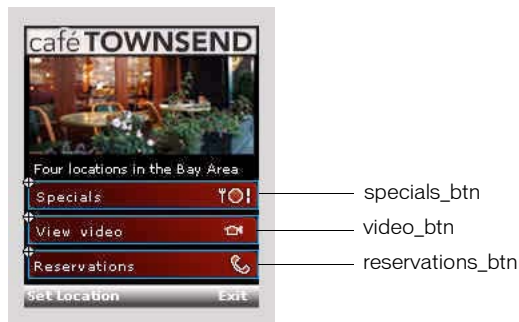 café TOWNSEND
Four locations in the Bay Area
Specials
specials_btn
View video
video_btn
Reservations
reservations_btn
Set Location Exit